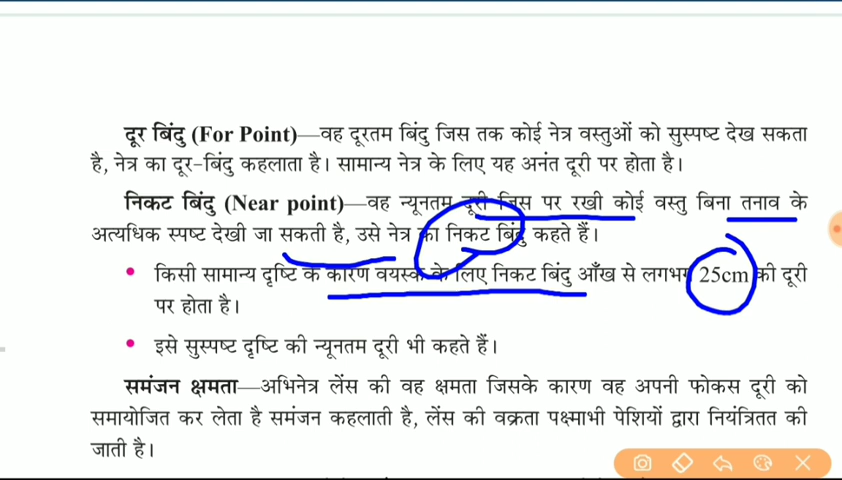 दूर बिंदु (For Point)—वह दूरतम बिंदु जिस तक कोई नेत्र वस्तुओं को सुस्पष्ट देख सकता
है, नेत्र का दूर-बिंदु कहलाता है। सामान्य नेत्र के लिए यह अनंत दूरी पर होता है।
निकट बिंदु (Near point)—वह न्यूनतम दूरी जिस पर रखी कोई वस्तु बिना तनाव के
अत्यधिक स्पष्ट देखी जा सकती है, उसे नेत्र का निकट बिंदु कहते हैं।
• किसी सामान्य दृष्टि के कारण वयस्क के लिए निकट बिंदु आँख से लगभग 25cm की दूरी
पर होता है।
• इसे सुस्पष्ट दृष्टि की न्यूनतम दूरी भी कहते हैं।
समंजन क्षमता—अभिनेत्र लेंस की वह क्षमता जिसके कारण वह अपनी फोकस दूरी को
समायोजित कर लेता है समंजन कहलाती है, लेंस की वक्रता पक्ष्माभी पेशियों द्वारा नियंत्रितत की
जाती है।